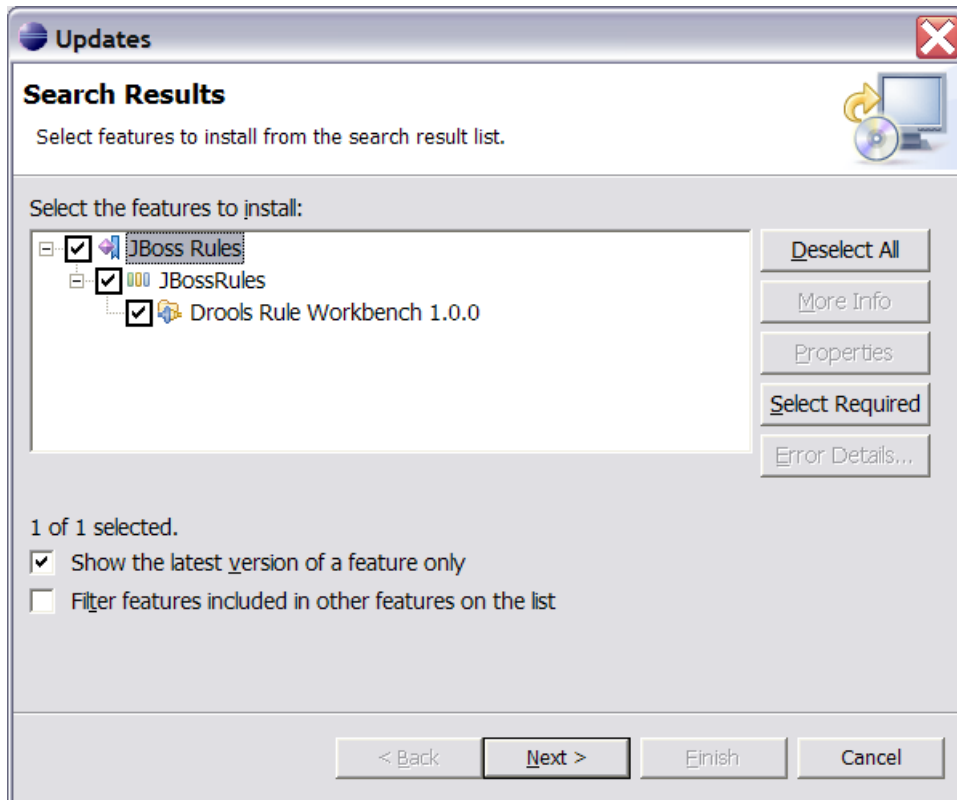 Updates
Search Results
Select features to install from the search result list.
Select the features to install:
JBoss Rules
JBossRules
Drools Rule Workbench 1.0.0
Deselect All
More Info
Properties
Select Required
Error Details...
1 of 1 selected.
Show the latest version of a feature only
Filter features included in other features on the list
< Back
Next >
Finish
Cancel